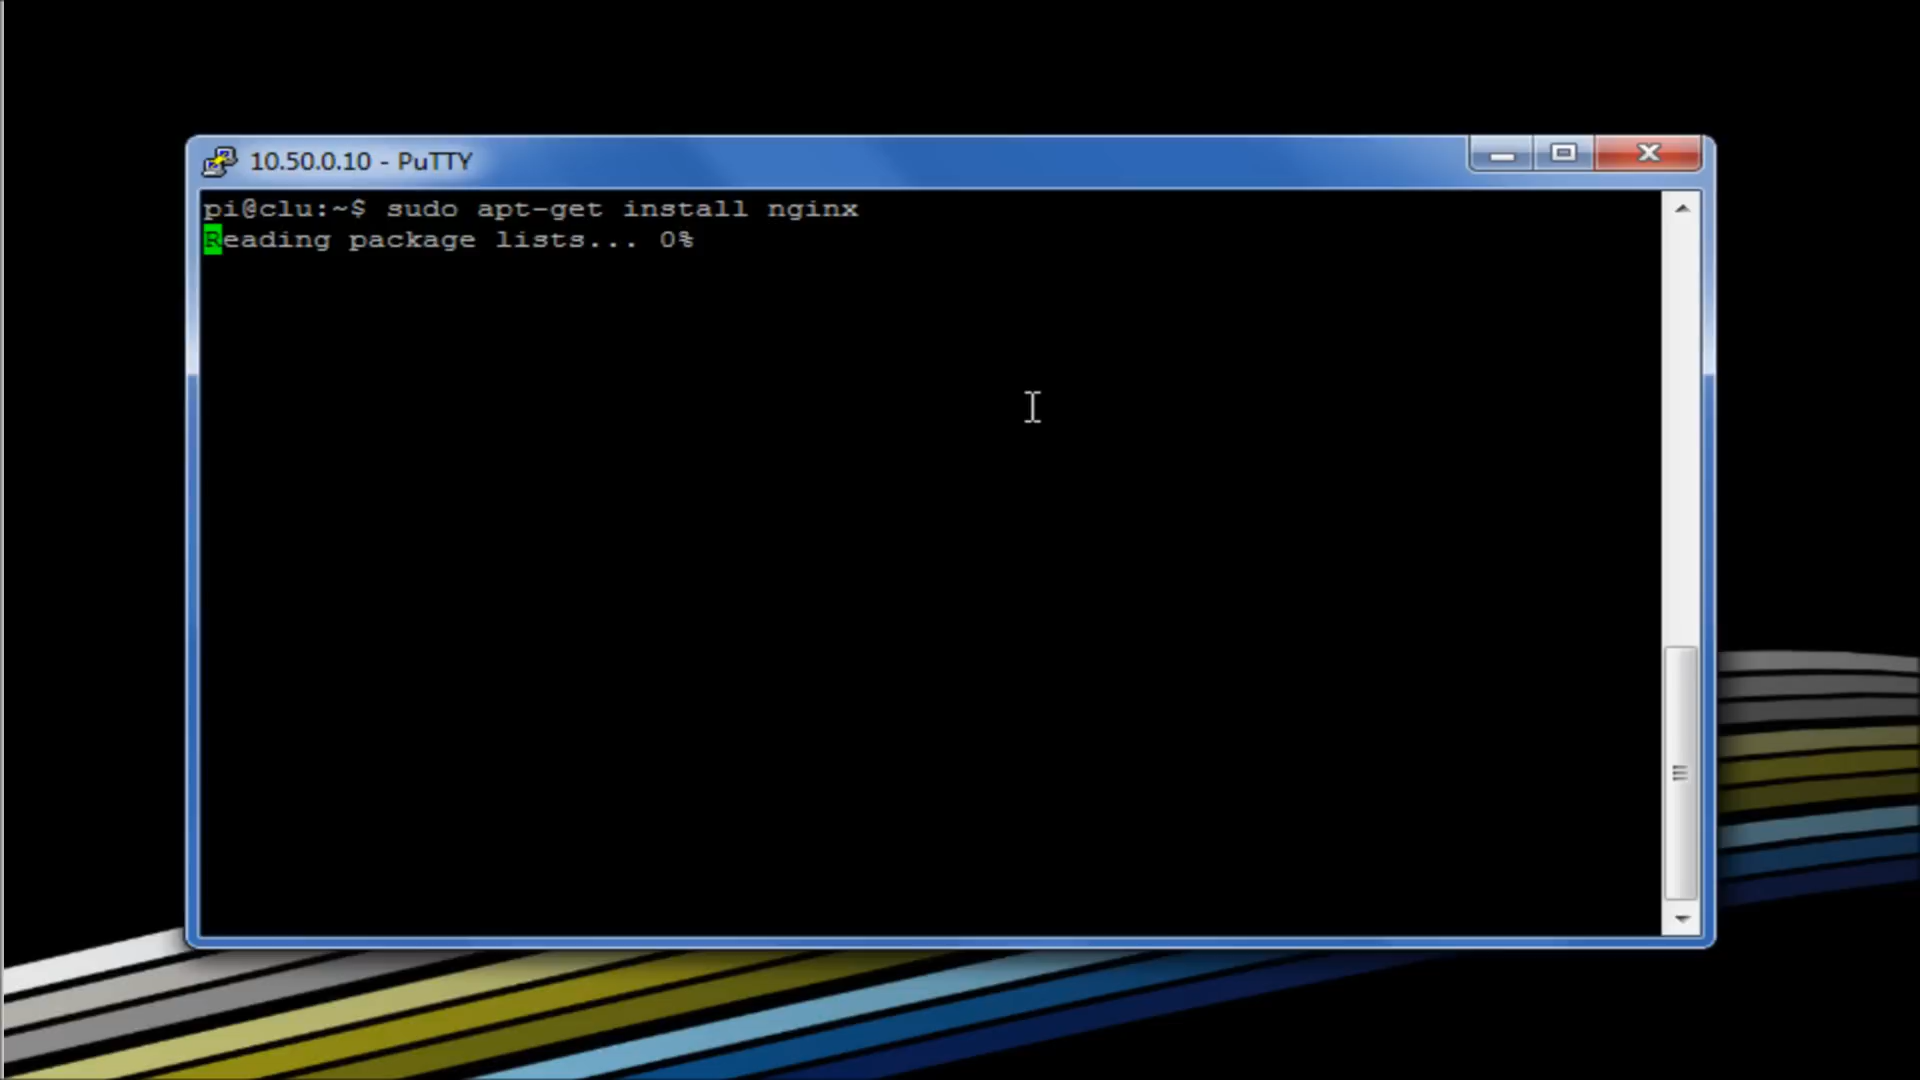 10.50.0.10 - PuTTY
pi@clu:~$ sudo apt-get install nginx
Reading package lists... 0%